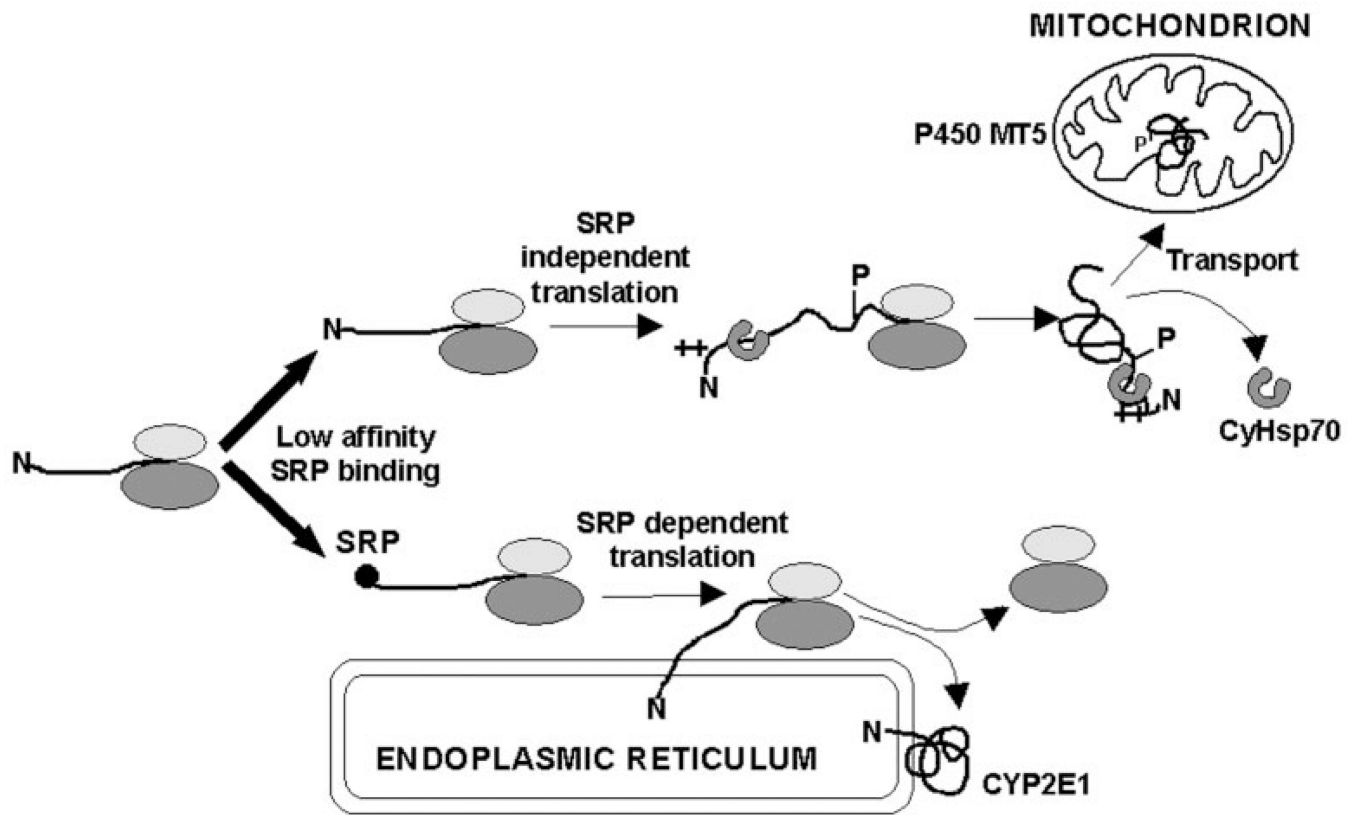 MITOCHONDRION
P450 MT5
P
SRP
independent
translation
P
Transport
N
P
N
N
CyHsp70
Low affinity
SRP binding
N
SRP dependent
translation
SRP
N
N
ENDOPLASMIC RETICULUM
CYP2E1